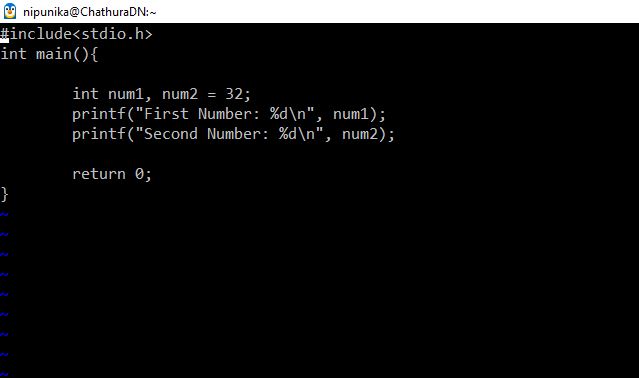 nipunika@ChathuraDN:~
#include<stdio.h>
int main(){
int num1, num2 = 32;
printf("First Number: %d\n", num1);
printf("Second Number: %d\n", num2);
return 0;
}
~
~
~
~
~
~
~
~
~